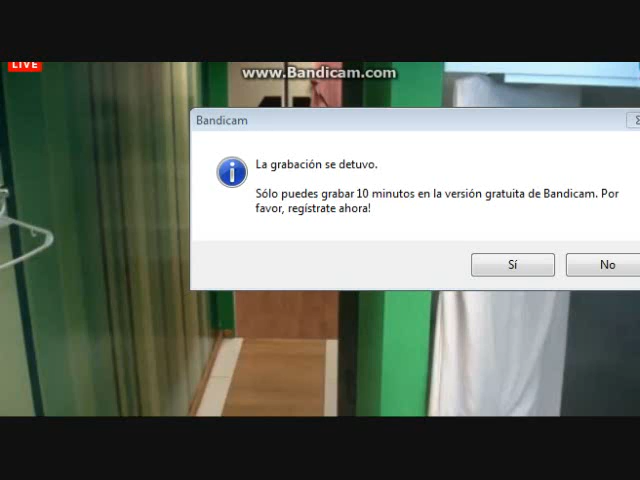 LIVE
www.Bandicam.com
Bandicam
La grabación se detuvo.
Sólo puedes grabar 10 minutos en la versión gratuita de Bandicam. Por
favor, regístrate ahora!
Sí
No